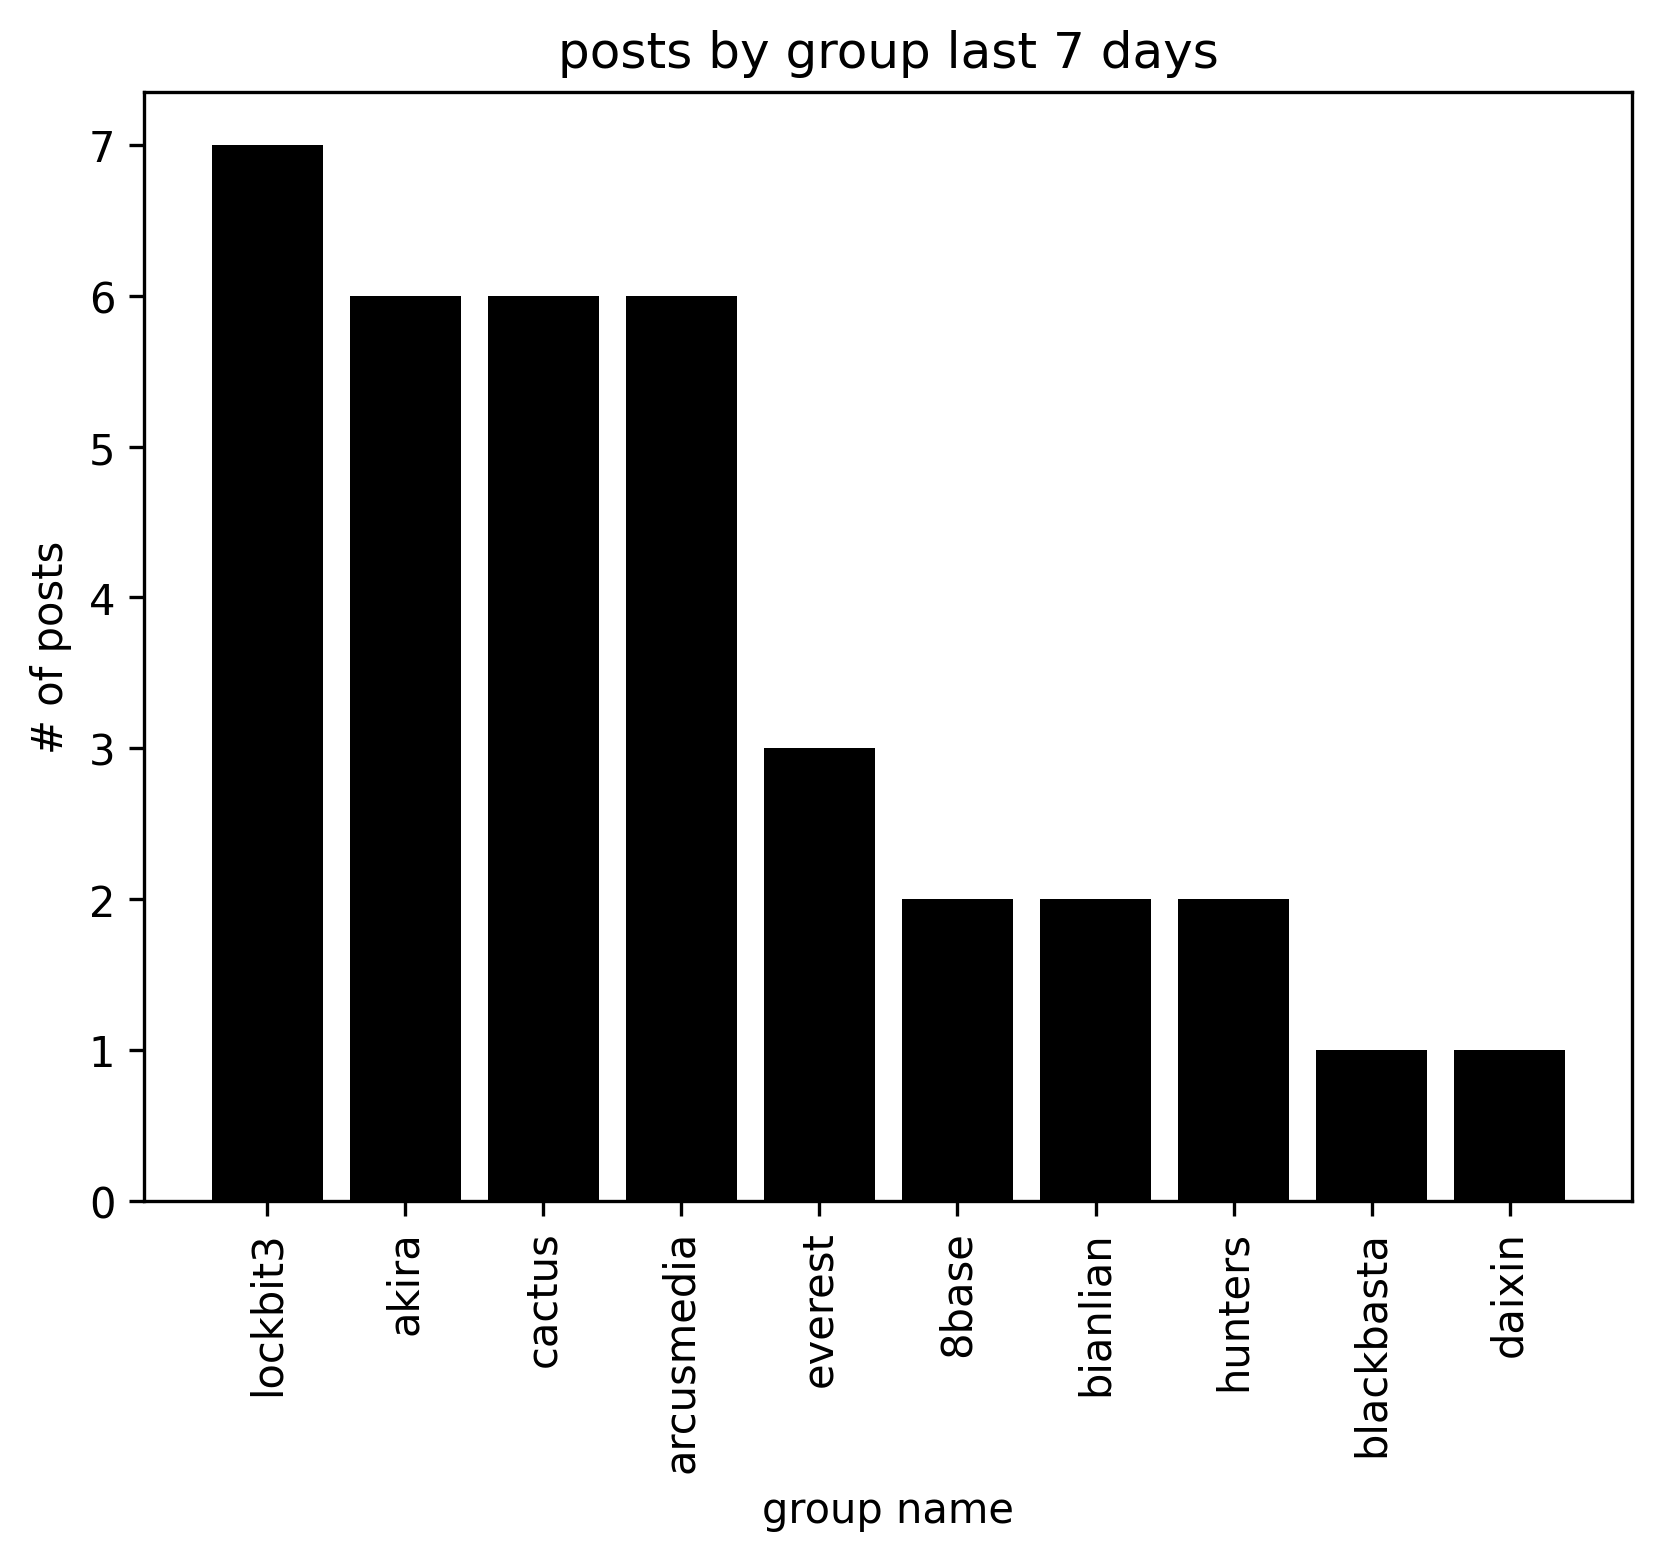 posts by group last 7 days
# of posts
7
6
5
4
3
2
1
0
lockbit3
akira
cactus
arcusmedia
everest
8base
bianlian
hunters
blackbasta
daixin
group name